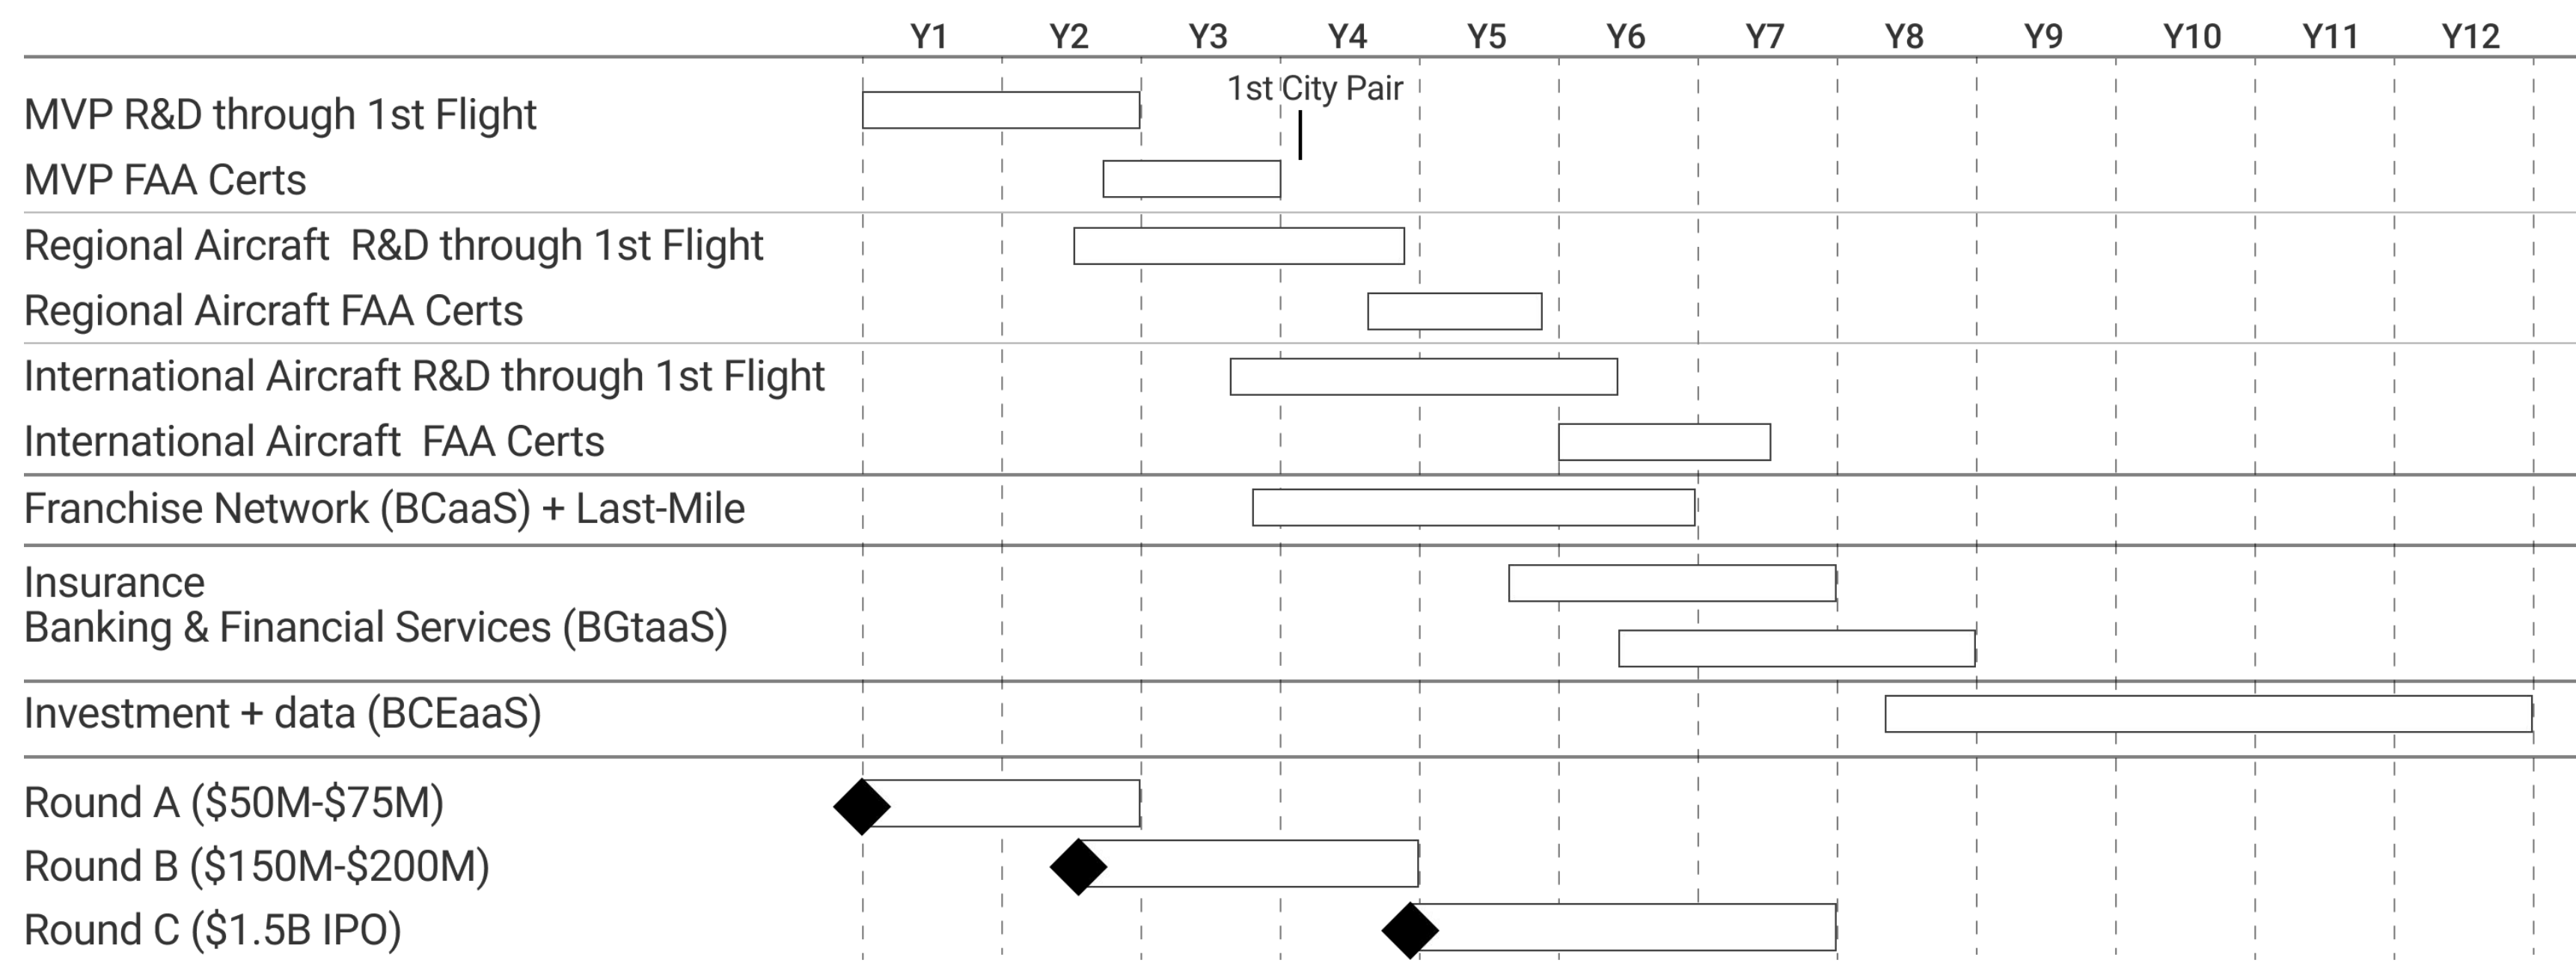 Y1 Y2 Y3 Y4 Y5 Y6 Y7 Y8 Y9 Y10 Y11 Y12
1st City Pair
MVP R&D through 1st Flight
MVP FAA Certs
Regional Aircraft R&D through 1st Flight
Regional Aircraft FAA Certs
International Aircraft R&D through 1st Flight
International Aircraft FAA Certs
Franchise Network (BCaaS) + Last-Mile
Insurance
Banking & Financial Services (BGtaaS)
Investment + data (BCEaaS)
Round A ($50M-$75M)
Round B ($150M-$200M)
Round C ($1.5B IPO)